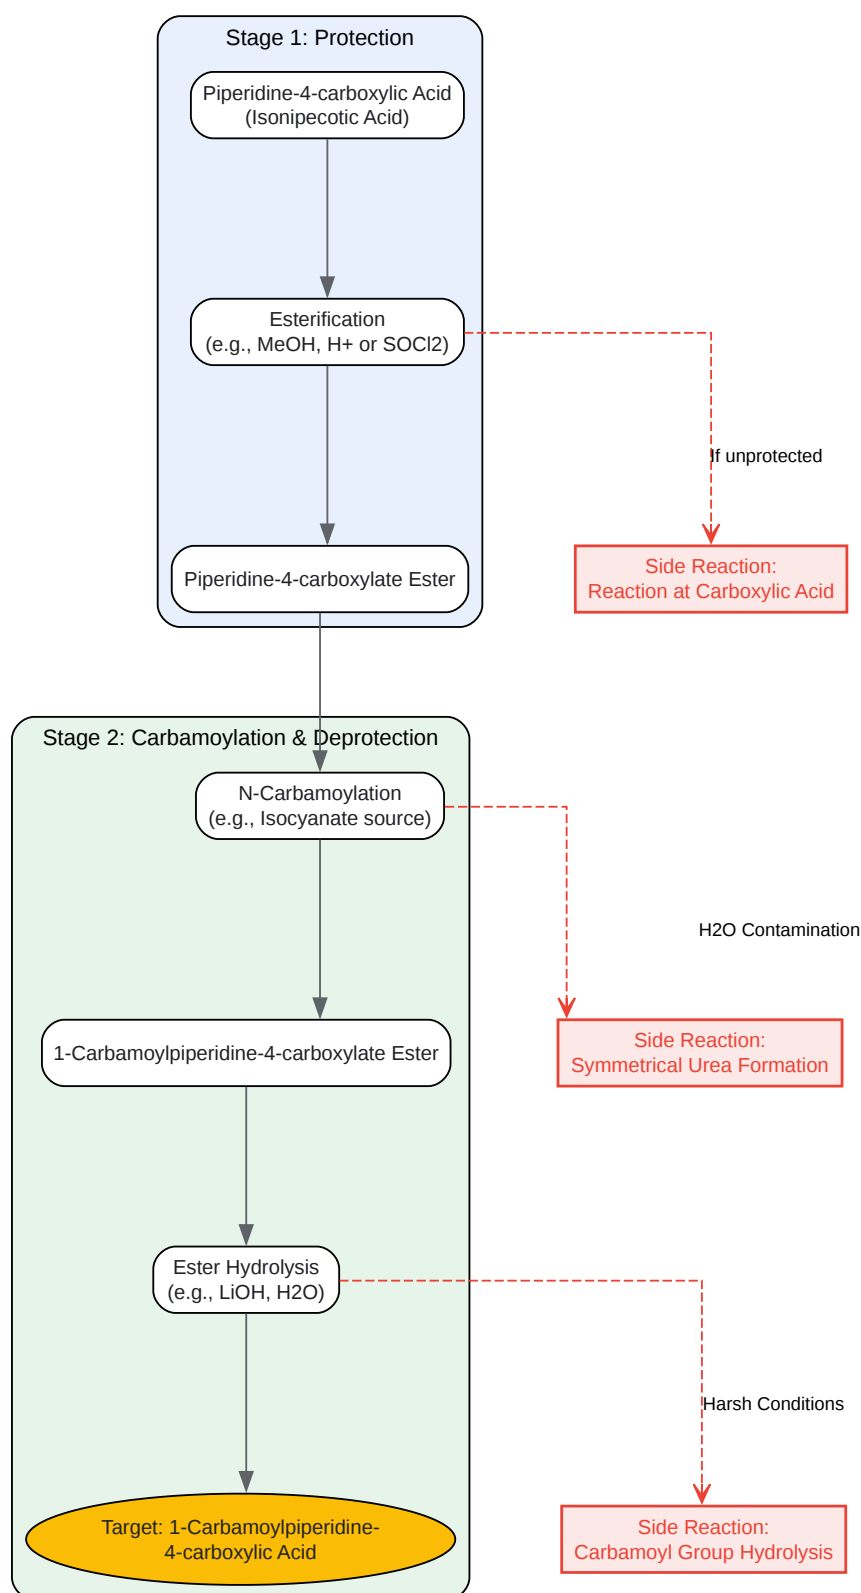 Stage 1: Protection
Piperidine-4-carboxylic Acid
(Isonipecotic Acid)
Esterification
(e.g., MeOH, H+ or SOCl2)
If unprotected
Piperidine-4-carboxylate Ester
Side Reaction:
Reaction at Carboxylic Acid
Stage 2: Carbamoylation & Deprotection
N-Carbamoylation
(e.g., Isocyanate source)
H2O Contamination
1-Carbamoylpiperidine-4-carboxylate Ester
Side Reaction:
Symmetrical Urea Formation
Ester Hydrolysis
(e.g., LiOH, H2O)
Harsh Conditions
Target: 1-Carbamoylpiperidine-
4-carboxylic Acid
Side Reaction:
Carbamoyl Group Hydrolysis